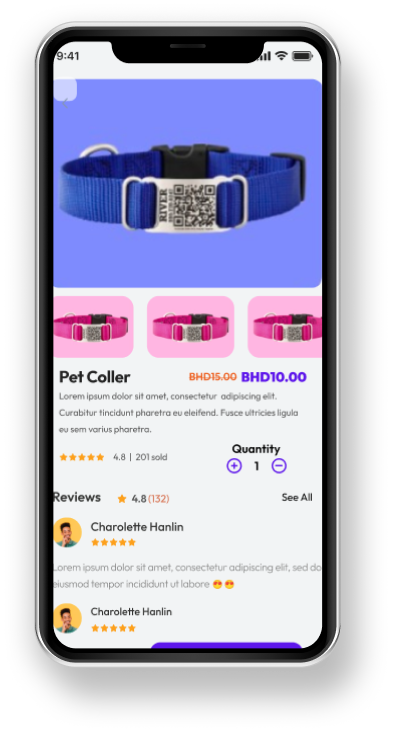 9:41
RIVER
Pet Coller
BHD15.00 BHD10.00
Lorem ipsum dolor sit amet, consectetur adipiscing elit.
Curabitur tincidunt pharetra eu eleifend. Fusce ultricies ligula
eu sem varius pharetra.
Quantity
4.8 | 201 sold
1
Reviews 4.8 (132) See All
Charolette Hanlin
Lorem ipsum dolor sit amet, consectetur adipiscing elit, sed do
eiusmod tempor incididunt ut labore 😍😍
Charolette Hanlin